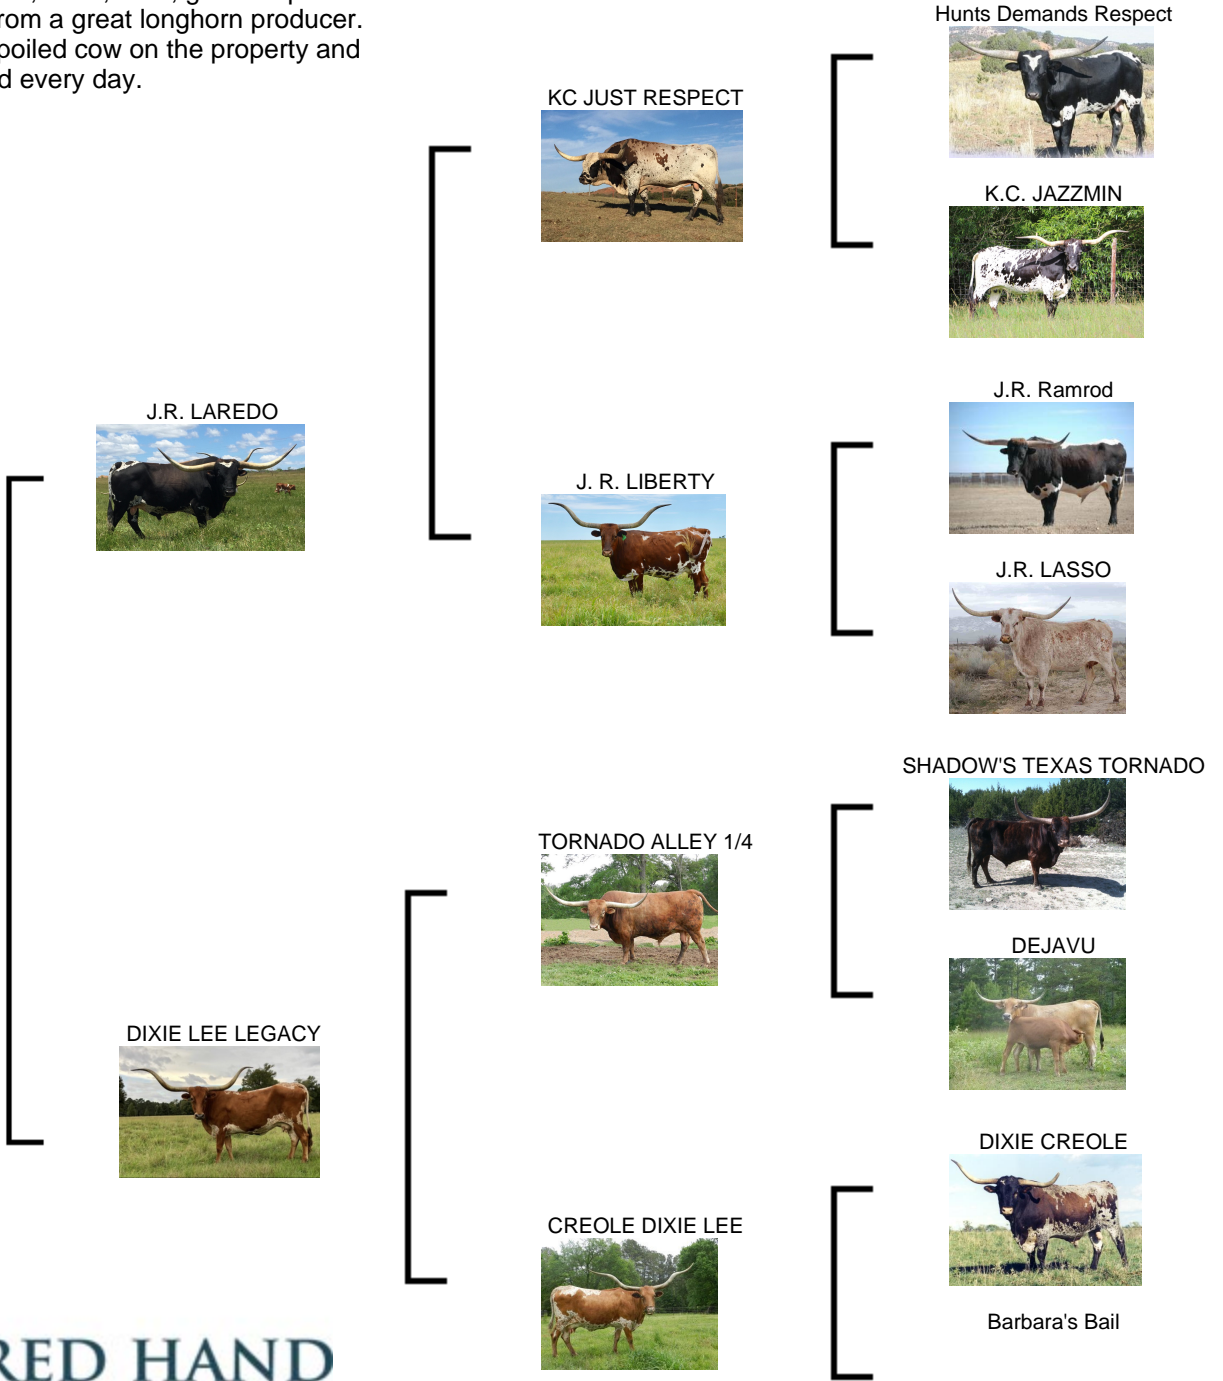 from a great longhorn producer.
spoiled cow on the property and
every day.
Hunts Demands Respect
KC JUST RESPECT
K.C. JAZZMIN
J.R. LAREDO
J.R. Ramrod
J. R. LIBERTY
J.R. LASSO
SHADOW'S TEXAS TORNADO
TORNADO ALLEY 1/4
DEJAVU
DIXIE LEE LEGACY
DIXIE CREOLE
CREOLE DIXIE LEE
Barbara's Bail
RED HAND